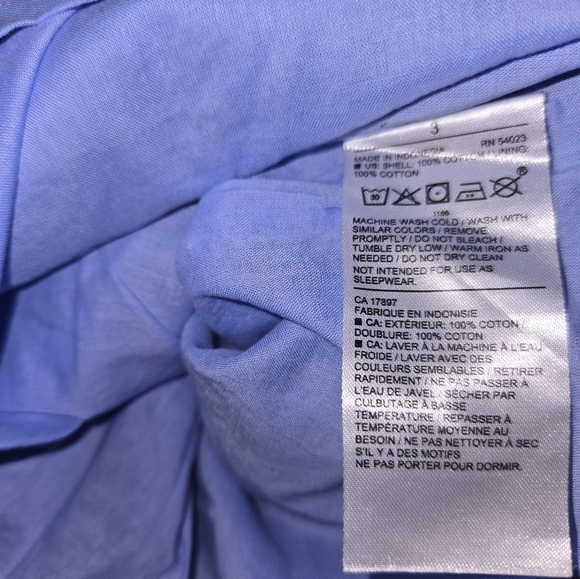 3
RN 54023
MADE IN INDONESIA
■ US: SHELL: 100% COTTON / LINING:
100% COTTON
30
®
1166
MACHINE WASH COLD / WASH WITH
SIMILAR COLORS / REMOVE
PROMPTLY / DO NOT BLEACH /
TUMBLE DRY LOW / WARM IRON AS
NEEDED / DO NOT DRY CLEAN
NOT INTENDED FOR USE AS
SLEEPWEAR.
CA 17897
FABRIQUE EN INDONISIE
■ CA: EXTÉRIEUR: 100% COTON /
DOUBLURE: 100% COTON
■ CA: LAVER À LA MACHINE À L'EAU
FROIDE / LAVER AVEC DES
COULEURS SEMBLABLES / RETIRER
RAPIDEMENT / NE PAS PASSER À
L'EAU DE JAVEL / SÉCHER PAR
CULBUTAGE À BASSE
TEMPÉRATURE / REPASSER À
TEMPÉRATURE MOYENNE AU
BESOIN / NE PAS NETTOYER À SEC
S'IL Y A DES MOTIFS
NE PAS PORTER POUR DORMIR.